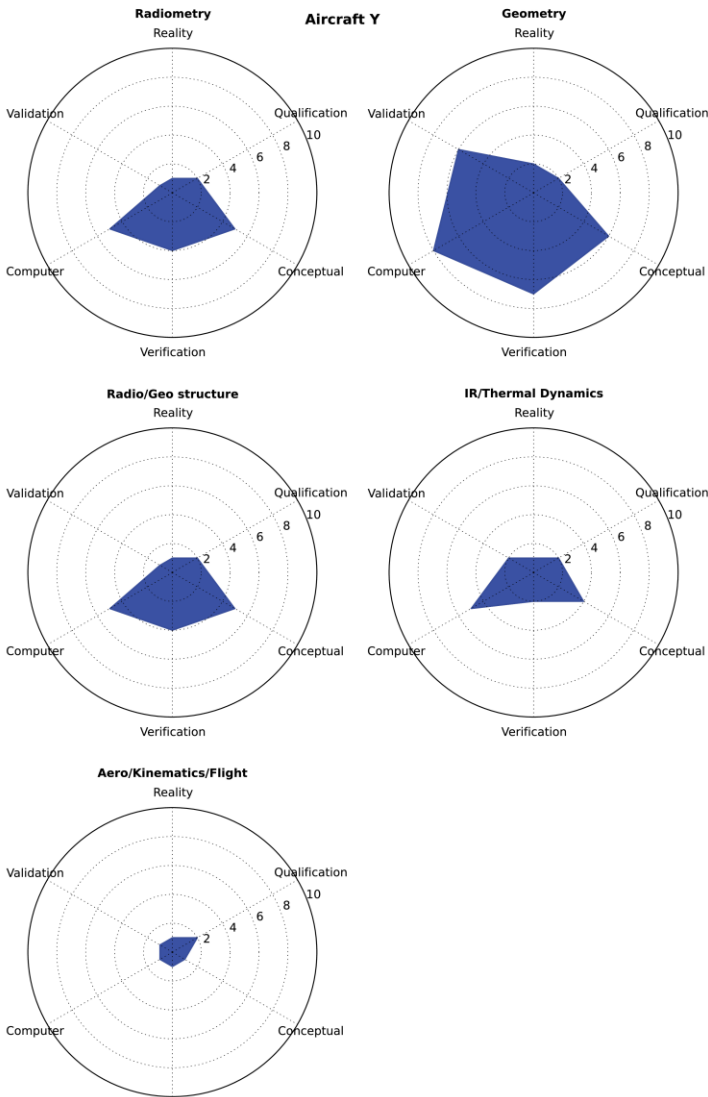 Aircraft Y
Radiometry
Reality
Validation
Qualification
10
8
6
4
2
Computer
Conceptual
Verification
Geometry
Reality
Validation
Qualification
10
8
6
4
2
Computer
Conceptual
Verification
Radio/Geo structure
Reality
Validation
Qualification
10
8
6
4
2
Computer
Conceptual
Verification
IR/Thermal Dynamics
Reality
Validation
Qualification
10
8
6
4
2
Computer
Conceptual
Verification
Aero/Kinematics/Flight
Reality
Validation
Qualification
10
8
6
4
2
Computer
Conceptual